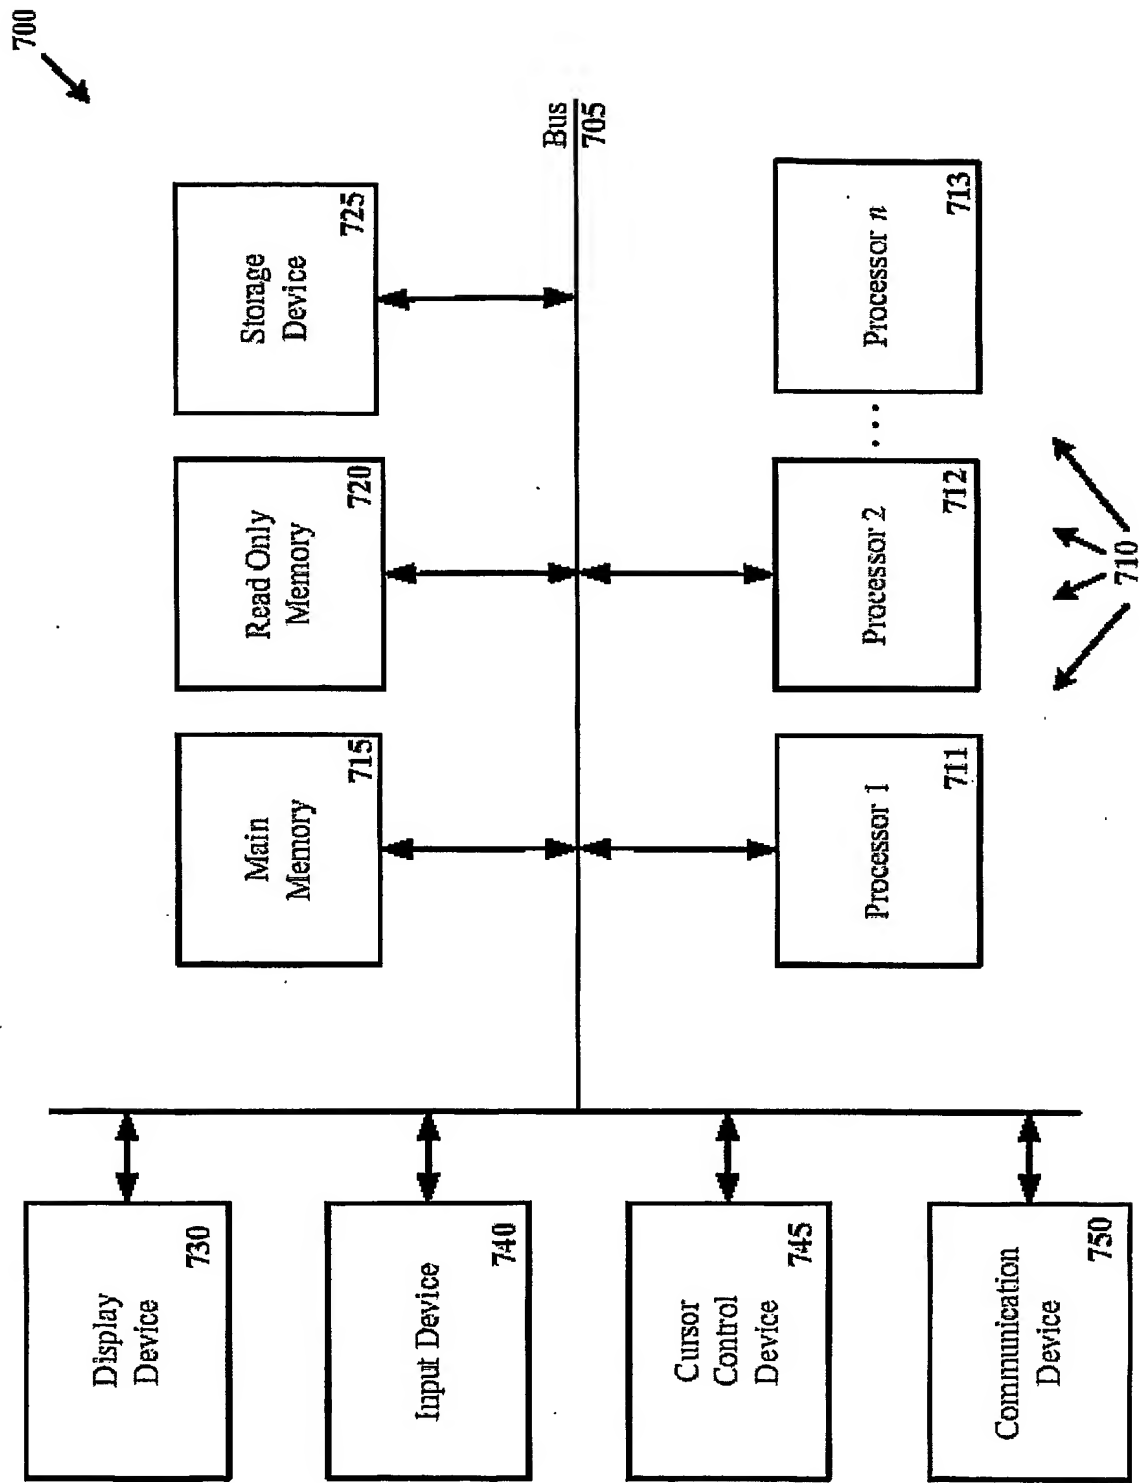 700
Bus
705
Main
Memory
715
Read Only
Memory
720
Storage
Device
725
Processor 1
711
Processor 2
712
...
Processor n
713
710
Display
Device
730
Input Device
740
Cursor
Control
Device
745
Communication
Device
750